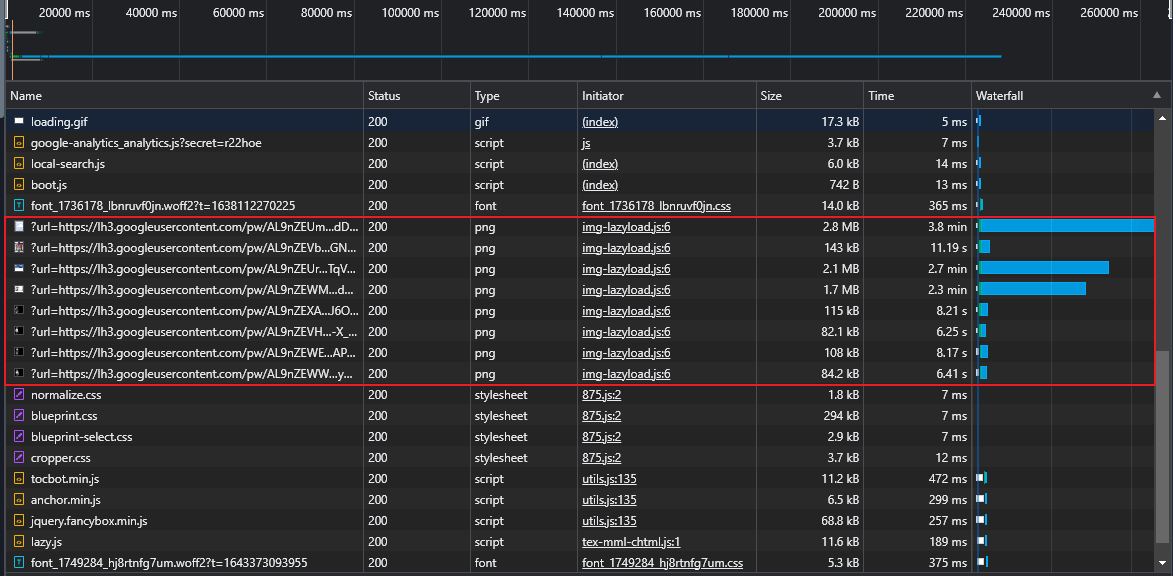 20000 ms 40000 ms 60000 ms 80000 ms 100000 ms 120000 ms 140000 ms 160000 ms 180000 ms 200000 ms 220000 ms 240000 ms 260000 ms
Name Status Type Initiator Size Time Waterfall
loading.gif 200 gif (index) 17.3 kB 5 ms
google-analytics_analytics.js?secret=r22hoe 200 script js 3.7 kB 7 ms
local-search.js 200 script (index) 6.0 kB 14 ms
boot.js 200 script (index) 742 B 13 ms
font_1736178_lbnruvf0jn.woff2?t=1638112270225 200 font font_1736178_lbnruvf0jn.css 14.0 kB 365 ms
?url=https://lh3.googleusercontent.com/pw/AL9nZEUm...dD... 200 png img-lazyload.js:6 2.8 MB 3.8 min
?url=https://lh3.googleusercontent.com/pw/AL9nZEVb...GN... 200 png img-lazyload.js:6 143 kB 11.19 s
?url=https://lh3.googleusercontent.com/pw/AL9nZEUr...TqV... 200 png img-lazyload.js:6 2.1 MB 2.7 min
?url=https://lh3.googleusercontent.com/pw/AL9nZEWM...d... 200 png img-lazyload.js:6 1.7 MB 2.3 min
?url=https://lh3.googleusercontent.com/pw/AL9nZEXA...J6O... 200 png img-lazyload.js:6 115 kB 8.21 s
?url=https://lh3.googleusercontent.com/pw/AL9nZEVH...-X_... 200 png img-lazyload.js:6 82.1 kB 6.25 s
?url=https://lh3.googleusercontent.com/pw/AL9nZEWE...AP... 200 png img-lazyload.js:6 108 kB 8.17 s
?url=https://lh3.googleusercontent.com/pw/AL9nZEWW...y... 200 png img-lazyload.js:6 84.2 kB 6.41 s
normalize.css 200 stylesheet 875.js:2 1.8 kB 7 ms
blueprint.css 200 stylesheet 875.js:2 294 kB 7 ms
blueprint-select.css 200 stylesheet 875.js:2 2.9 kB 7 ms
cropper.css 200 stylesheet 875.js:2 3.7 kB 12 ms
tocbot.min.js 200 script utils.js:135 11.2 kB 472 ms
anchor.min.js 200 script utils.js:135 6.5 kB 299 ms
jquery.fancybox.min.js 200 script utils.js:135 68.8 kB 257 ms
lazy.js 200 script tex-mml-chtml.js:1 11.6 kB 189 ms
font_1749284_hj8rtnfg7um.woff2?t=1643373093955 200 font font_1749284_hj8rtnfg7um.css 5.3 kB 375 ms